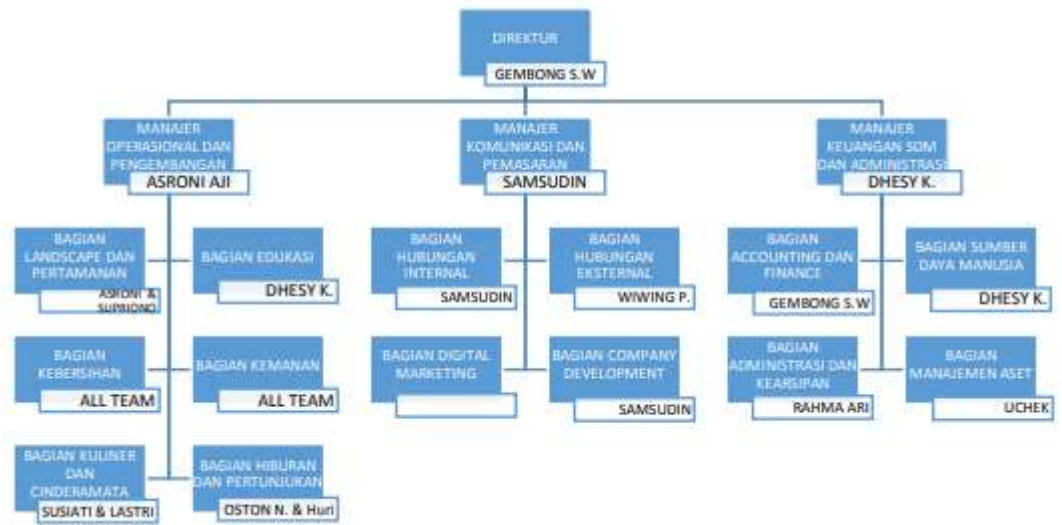 DIREKTUR
GEMBONG S.W
MANAJER
OPERASIONAL DAN
PENGEMBANGAN
ASRONI AJI
MANAJER
KOMUNIKASI DAN
PEMASARAN
SAMSUDIN
MANAJER
KEUANGAN SDM
DAN ADMINISTRASI
DHESY K.
BAGIAN
LANDSCAPE DAN
PERTAMANAN
ASRONI &
SUPRIONO
BAGIAN EDUKASI
DHESY K.
BAGIAN
HUBUNGAN
INTERNAL
SAMSUDIN
BAGIAN
HUBUNGAN
EKSTERNAL
WIWING P.
BAGIAN
ACCOUNTING DAN
FINANCE
GEMBONG S.W
BAGIAN SUMBER
DAYA MANUSIA
DHESY K.
BAGIAN
KEBERSIHAN
ALL TEAM
BAGIAN KEMANAN
ALL TEAM
BAGIAN DIGITAL
MARKETING
BAGIAN COMPANY
DEVELOPMENT
SAMSUDIN
BAGIAN
ADMINISTRASI DAN
KEARSIPAN
RAHMA ARI
BAGIAN
MANAJEMEN ASET
UCHEK
BAGIAN KULINER
DAN
CINDERAMATA
SUSIATI & LASTRI
BAGIAN HIBURAN
DAN PERTUNJUKAN
OSTON N. & Huri